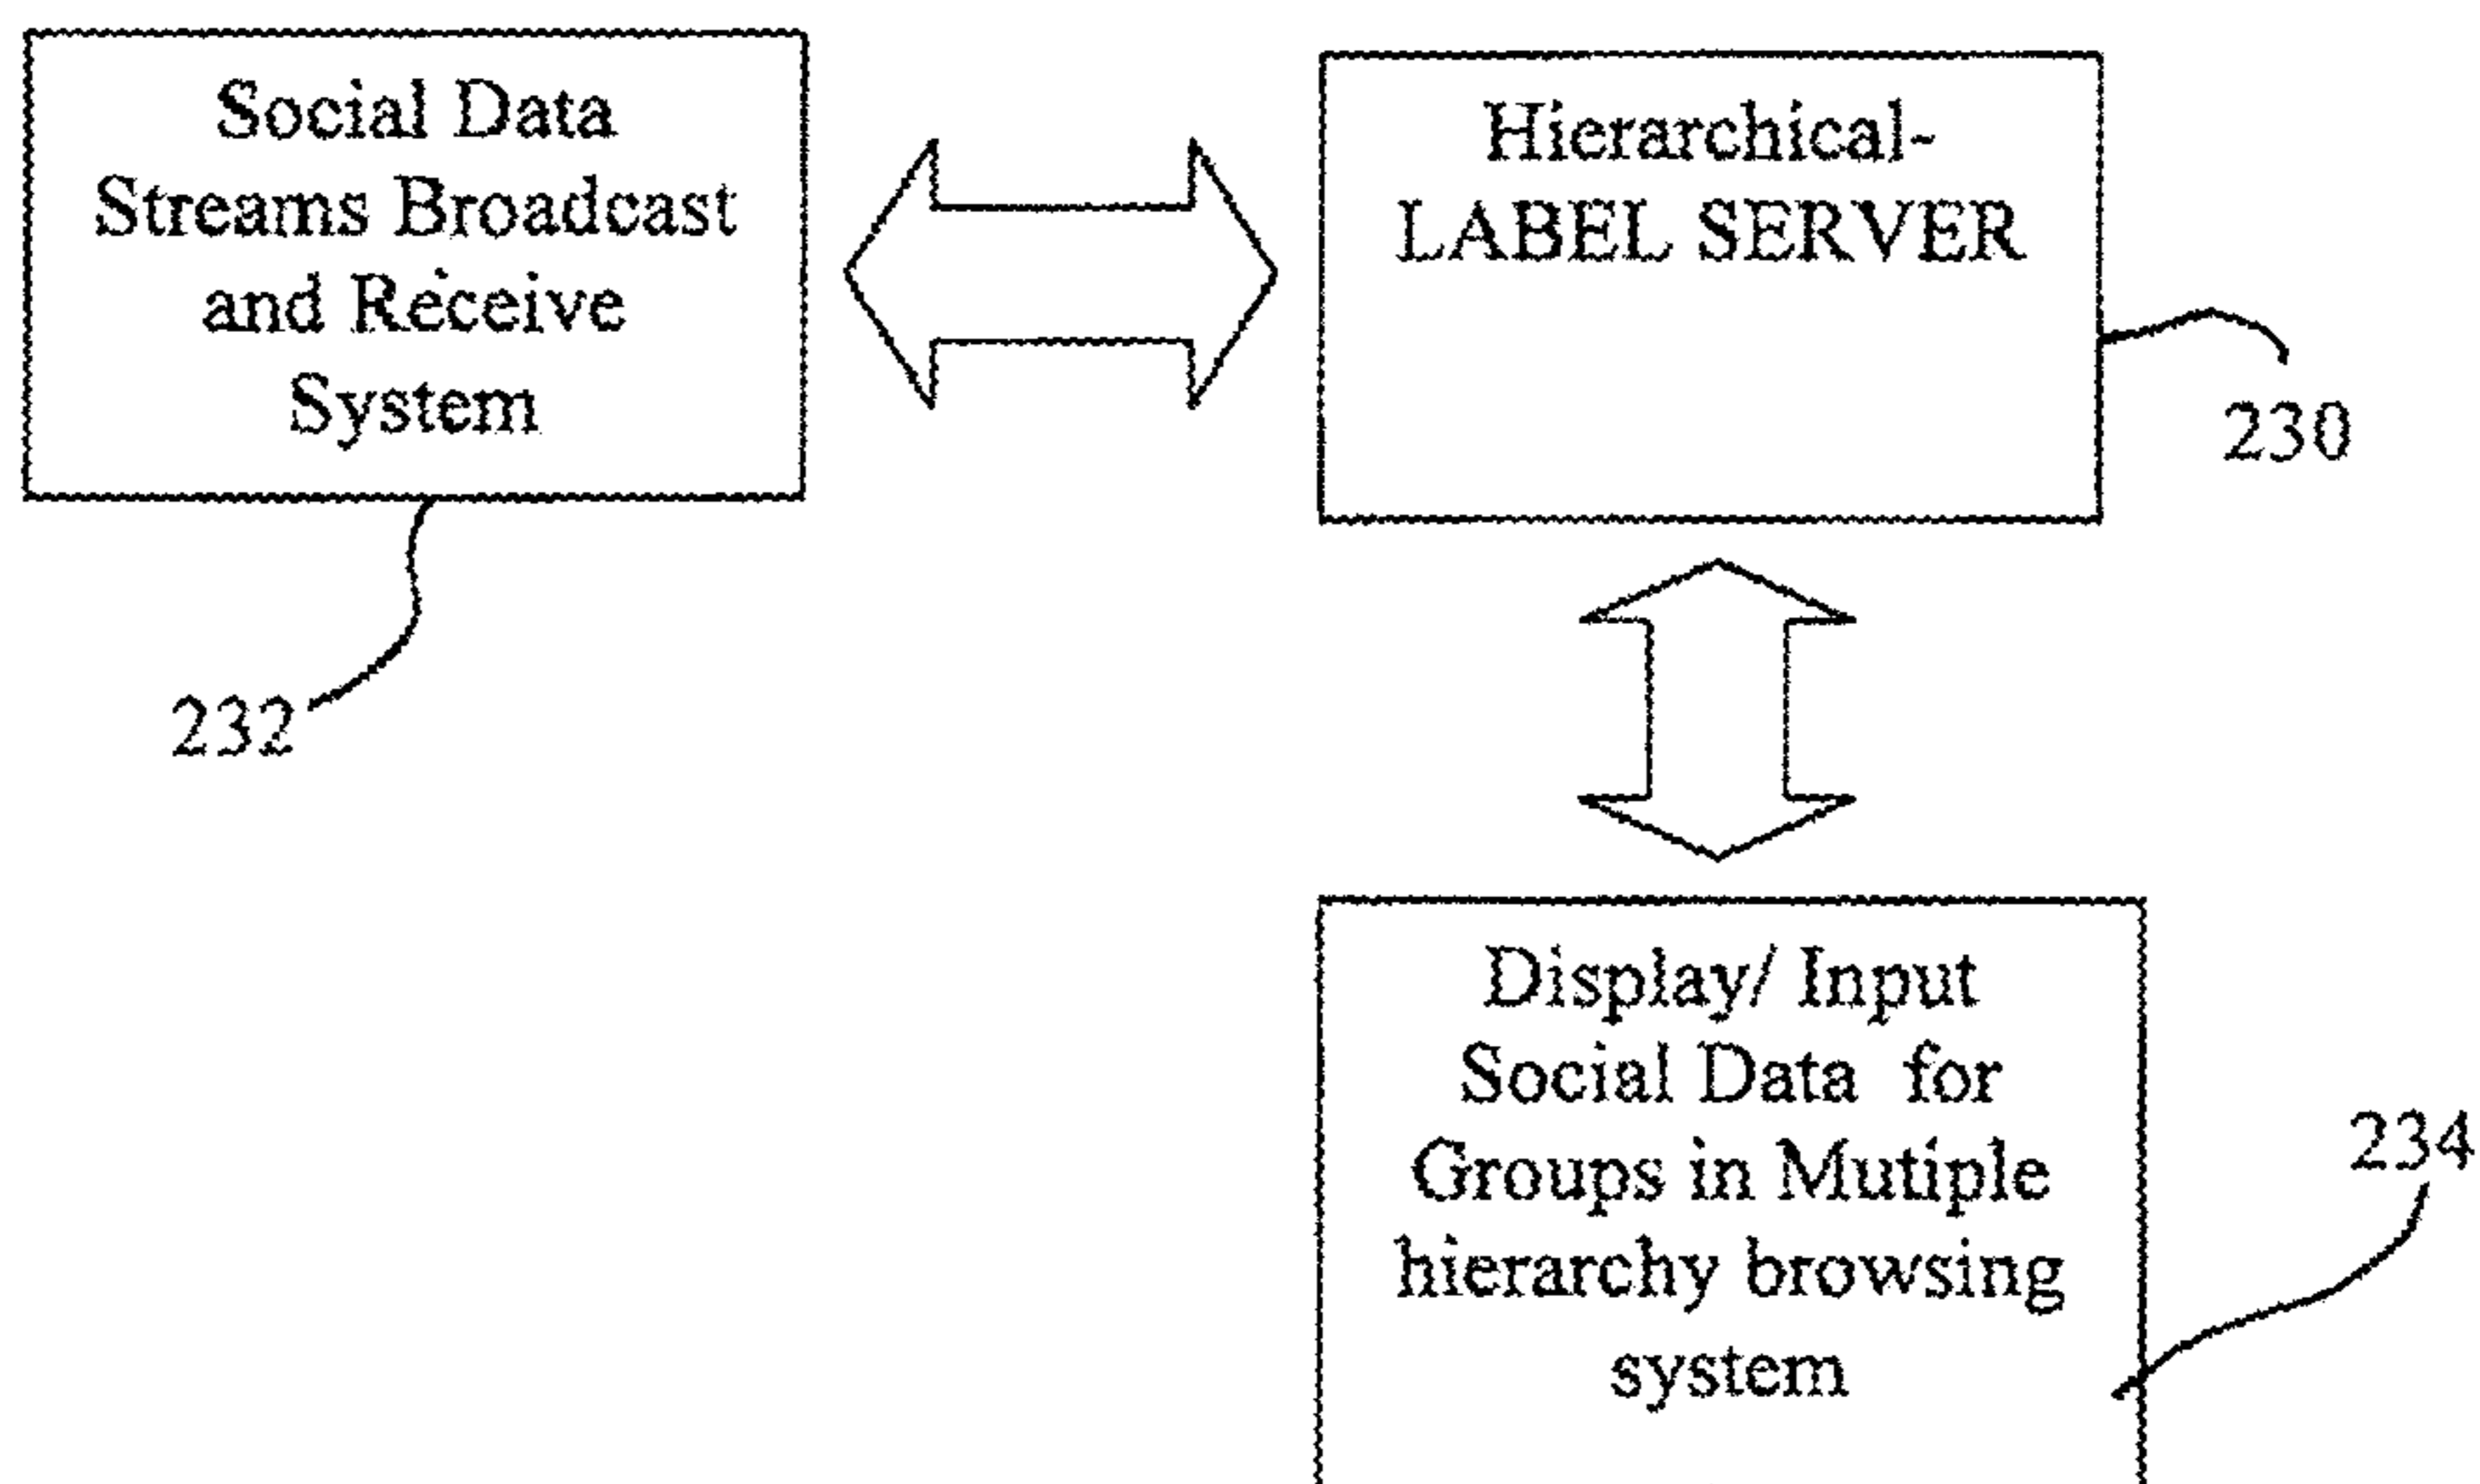 Social Data
Streams Broadcast
and Receive
System
232
Hierarchical-
LABEL SERVER
230
Display/ Input
Social Data for
Groups in Mutiple
hierarchy browsing
system
234